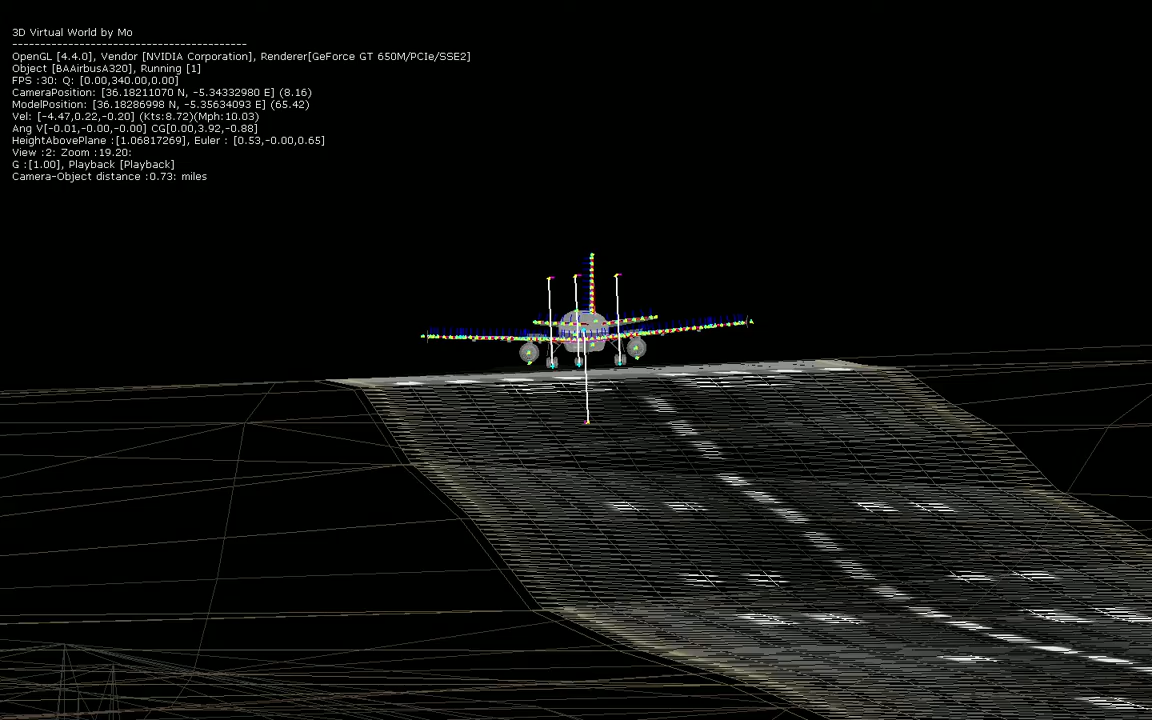 3D Virtual World by Mo
------------------------------------------
OpenGL [4.4.0], Vendor [NVIDIA Corporation], Renderer[GeForce GT 650M/PCIe/SSE2]
Object [BAAirbusA320], Running [1]
FPS :30: Q: [0.00,340.00,0.00]
CameraPosition: [36.18211070 N, -5.34332980 E] (8.16)
ModelPosition: [36.18286998 N, -5.35634093 E] (65.42)
Vel: [-4.47,0.22,-0.20] (Kts:8.72)(Mph:10.03)
Ang V[-0.01,-0.00,-0.00] CG[0.00,3.92,-0.88]
HeightAbovePlane :[1.06817269], Euler : [0.53,-0.00,0.65]
View :2: Zoom :19.20:
G :[1.00], Playback [Playback]
Camera-Object distance :0.73: miles